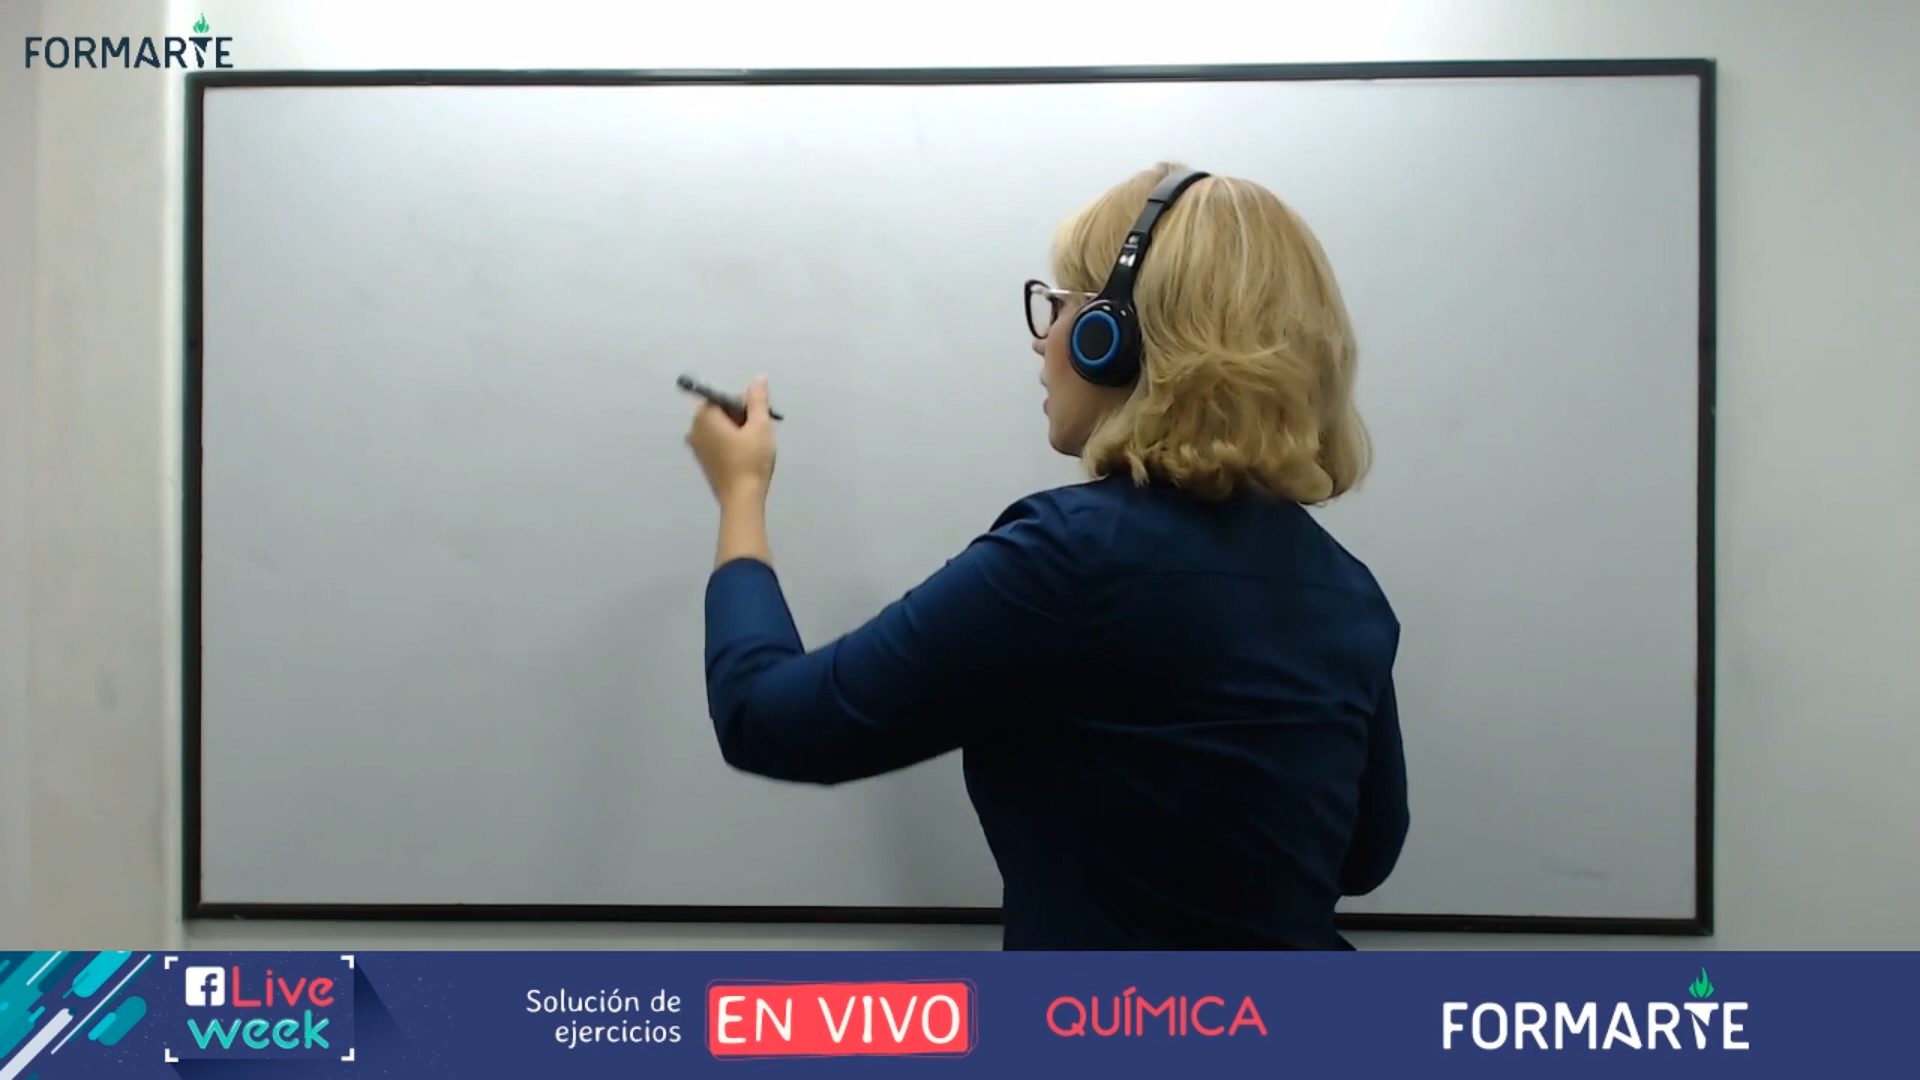 FORMARTE
Live
week
Solución de
ejercicios
EN VIVO
QUÍMICA
FORMARTE